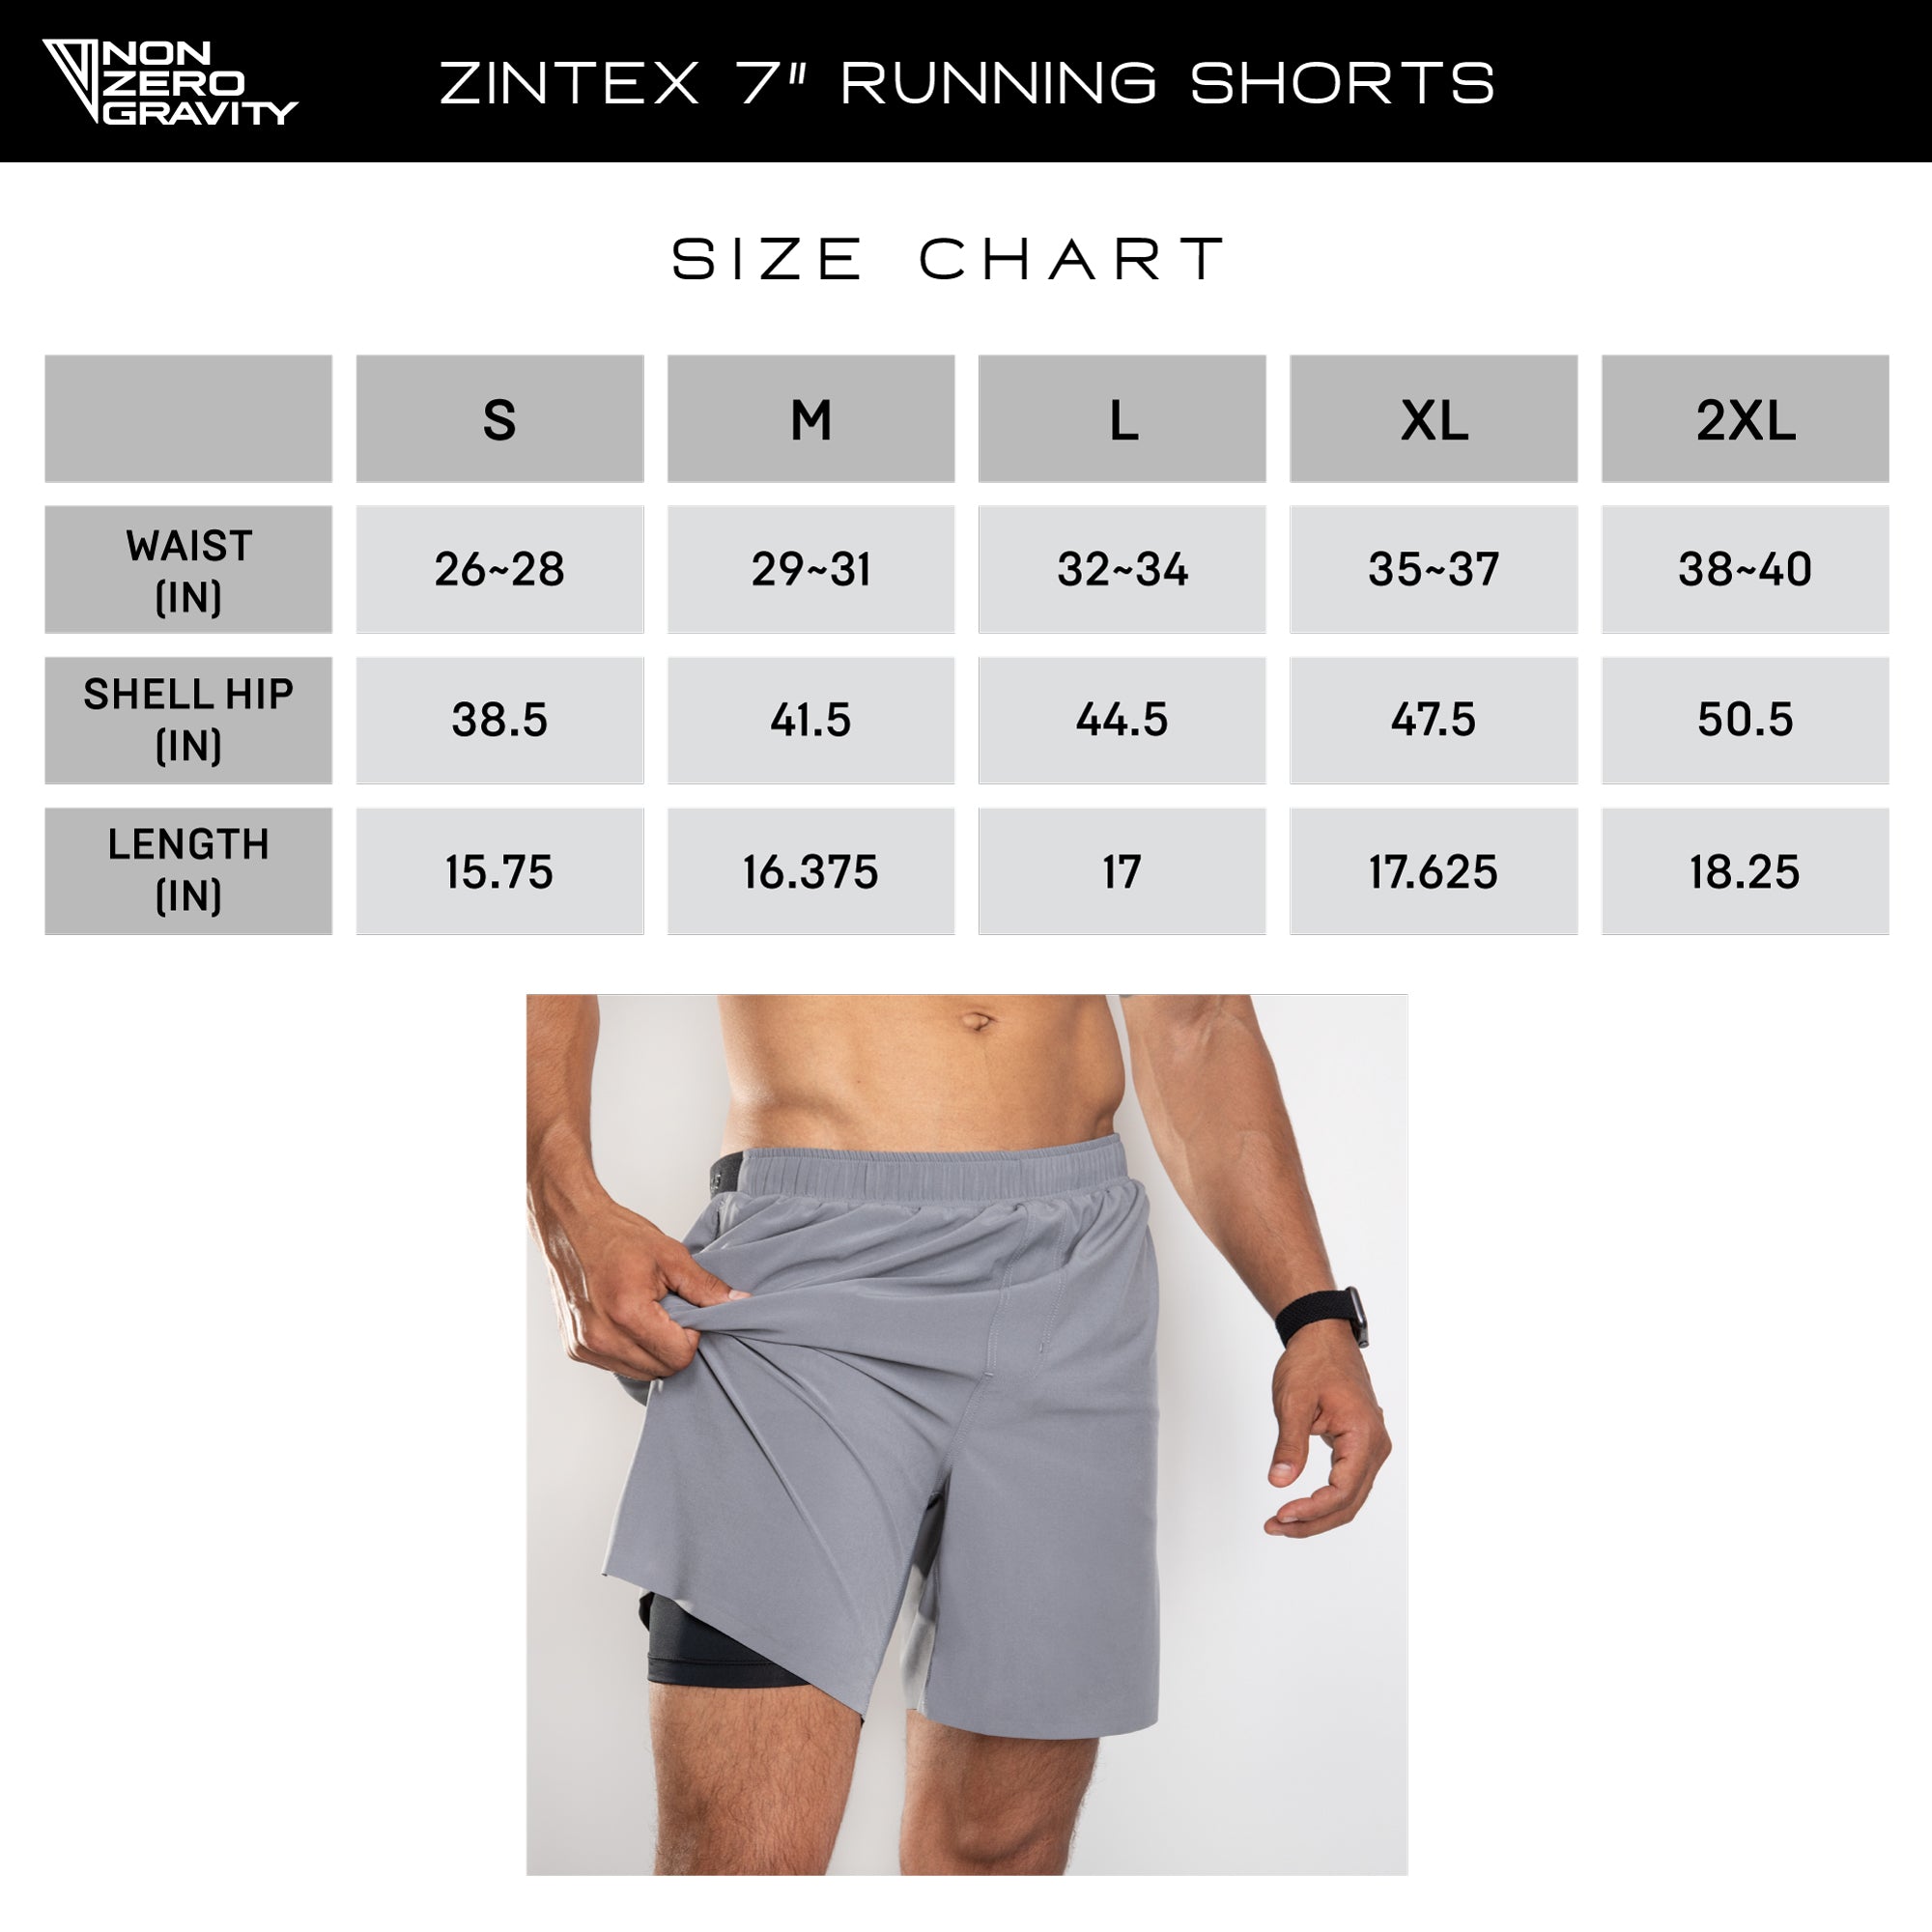 NON
ZERO
GRAVITY
ZINTEX 7" RUNNING SHORTS
SIZE CHART
S M L XL 2XL
WAIST
(IN)
26~28 29~31 32~34 35~37 38~40
SHELL HIP
(IN)
38.5 41.5 44.5 47.5 50.5
LENGTH
(IN)
15.75 16.375 17 17.625 18.25